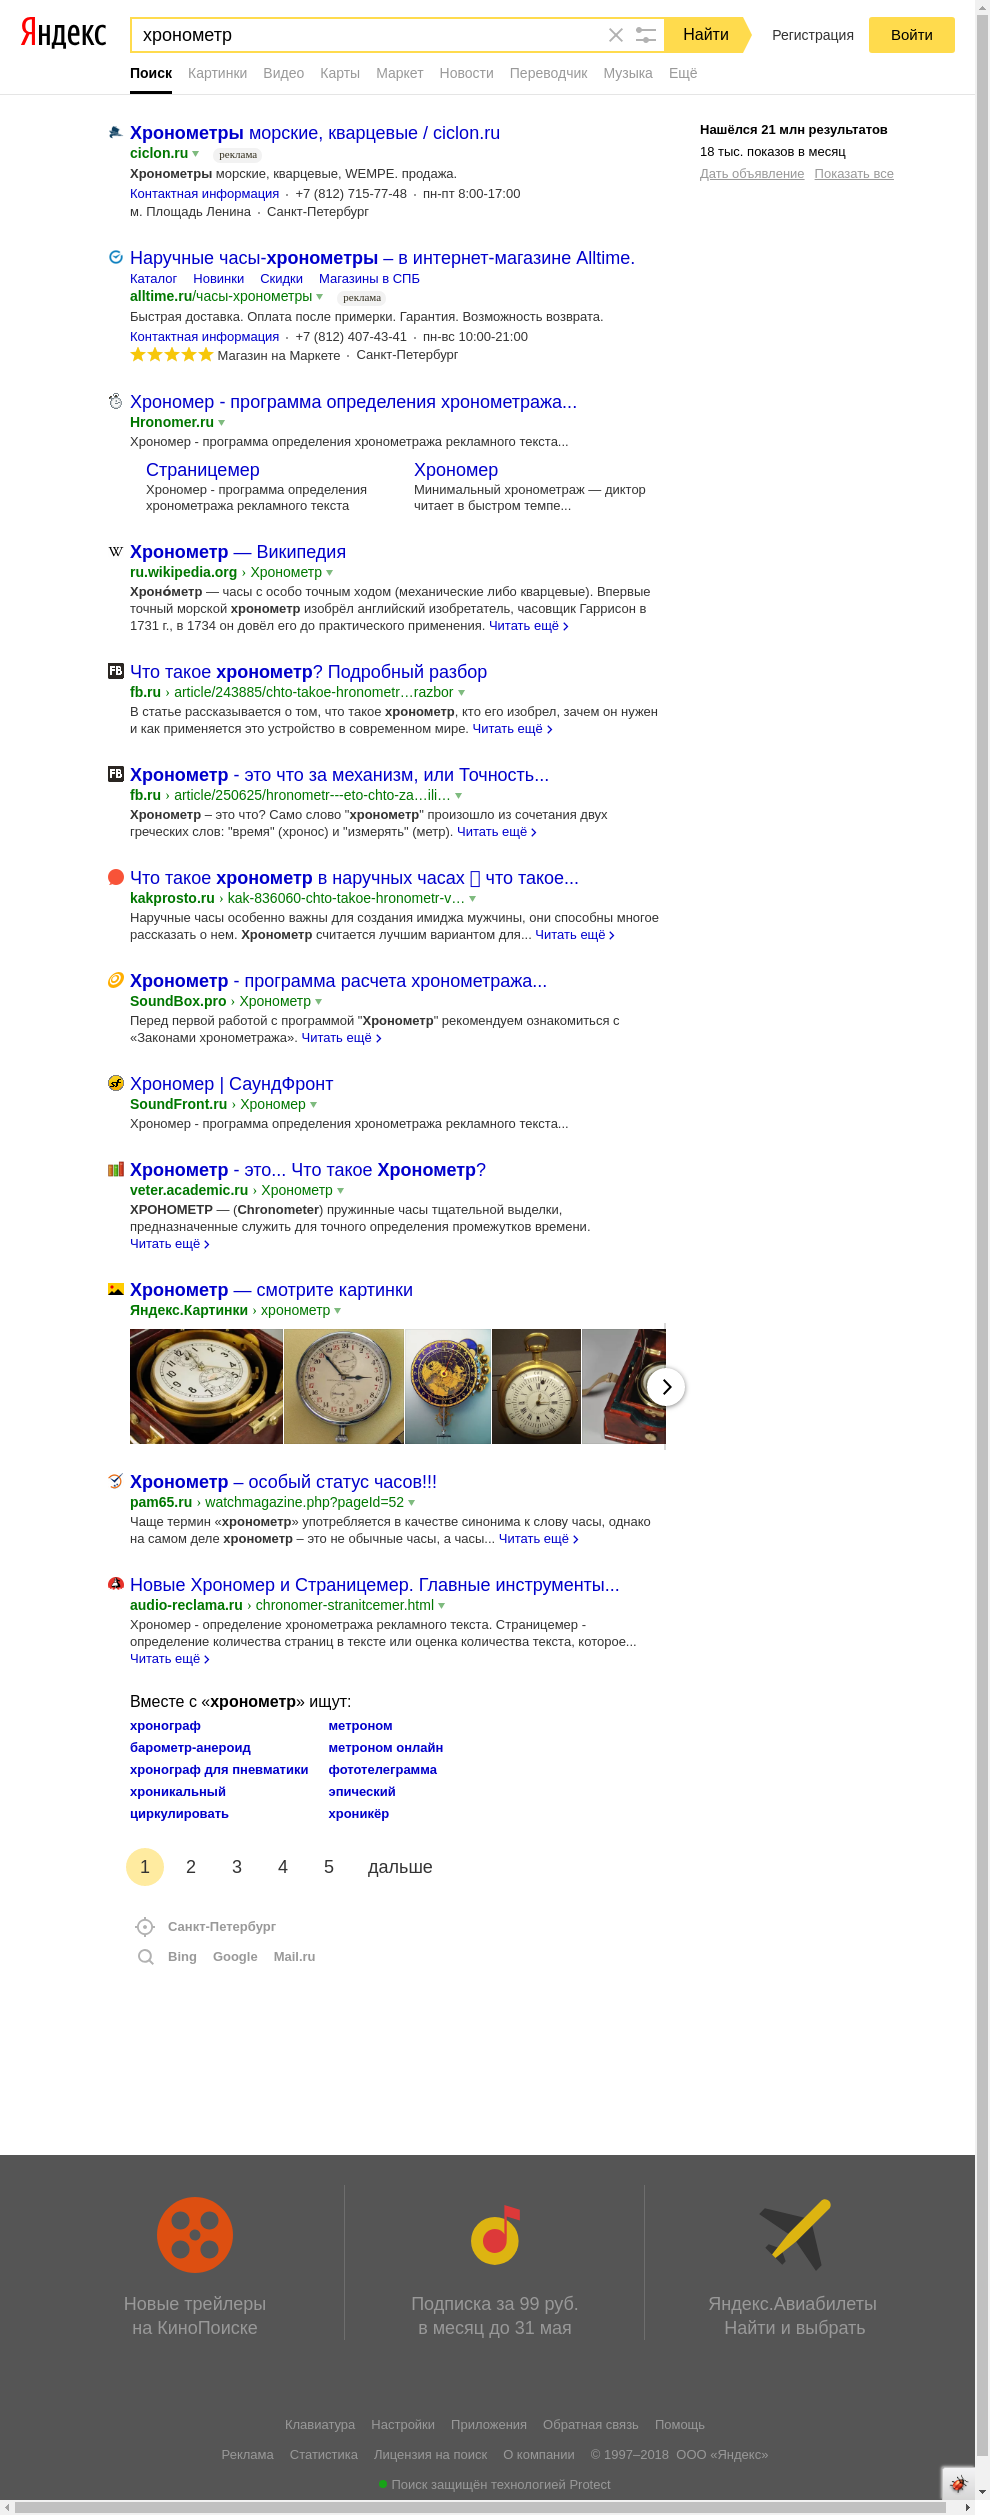 Яндекс
хронометр
Найти
Регистрация
Войти
Поиск Картинки Видео Карты Маркет Новости Переводчик Музыка Ещё
Хронометры морские, кварцевые / ciclon.ru
ciclon.ru реклама
Хронометры морские, кварцевые, WEMPE. продажа.
Контактная информация · +7 (812) 715-77-48 · пн-пт 8:00-17:00
м. Площадь Ленина · Санкт-Петербург
Нашёлся 21 млн результатов
18 тыс. показов в месяц
Дать объявление Показать все
Наручные часы-хронометры – в интернет-магазине Alltime.
Каталог Новинки Скидки Магазины в СПБ
alltime.ru/часы-хронометры реклама
Быстрая доставка. Оплата после примерки. Гарантия. Возможность возврата.
Контактная информация · +7 (812) 407-43-41 · пн-вс 10:00-21:00
Магазин на Маркете · Санкт-Петербург
Хрономер - программа определения хронометража...
Hronomer.ru
Хрономер - программа определения хронометража рекламного текста...
Страницемер
Хрономер - программа определения
хронометража рекламного текста
Хрономер
Минимальный хронометраж — диктор
читает в быстром темпе...
W
Хронометр — Википедия
ru.wikipedia.org › Хронометр
Хроно́метр — часы с особо точным ходом (механические либо кварцевые). Впервые
точный морской хронометр изобрёл английский изобретатель, часовщик Гаррисон в
1731 г., в 1734 он довёл его до практического применения. Читать ещё ›
FB
Что такое хронометр? Подробный разбор
fb.ru › article/243885/chto-takoe-hronometr…razbor
В статье рассказывается о том, что такое хронометр, кто его изобрел, зачем он нужен
и как применяется это устройство в современном мире. Читать ещё ›
FB
Хронометр - это что за механизм, или Точность...
fb.ru › article/250625/hronometr---eto-chto-za…ili…
Хронометр – это что? Само слово "хронометр" произошло из сочетания двух
греческих слов: "время" (хронос) и "измерять" (метр). Читать ещё ›
Что такое хронометр в наручных часах ▯ что такое...
kakprosto.ru › kak-836060-chto-takoe-hronometr-v…
Наручные часы особенно важны для создания имиджа мужчины, они способны многое
рассказать о нем. Хронометр считается лучшим вариантом для... Читать ещё ›
Хронометр - программа расчета хронометража...
SoundBox.pro › Хронометр
Перед первой работой с программой "Хронометр" рекомендуем ознакомиться с
«Законами хронометража». Читать ещё ›
sf
Хрономер | СаундФронт
SoundFront.ru › Хрономер
Хрономер - программа определения хронометража рекламного текста...
Хронометр - это... Что такое Хронометр?
veter.academic.ru › Хронометр
ХРОНОМЕТР — (Chronometer) пружинные часы тщательной выделки,
предназначенные служить для точного определения промежутков времени.
Читать ещё ›
Хронометр — смотрите картинки
Яндекс.Картинки › хронометр
Хронометр – особый статус часов!!!
pam65.ru › watchmagazine.php?pageId=52
Чаще термин «хронометр» употребляется в качестве синонима к слову часы, однако
на самом деле хронометр – это не обычные часы, а часы... Читать ещё ›
Новые Хрономер и Страницемер. Главные инструменты...
audio-reclama.ru › chronomer-stranitcemer.html
Хрономер - определение хронометража рекламного текста. Страницемер -
определение количества страниц в тексте или оценка количества текста, которое...
Читать ещё ›
Вместе с «хронометр» ищут:
хронограф метроном
барометр-анероид метроном онлайн
хронограф для пневматики фототелеграмма
хроникальный эпический
циркулировать хроникёр
1 2 3 4 5 дальше
Санкт-Петербург
Bing Google Mail.ru
Новые трейлеры
на КиноПоиске
Подписка за 99 руб.
в месяц до 31 мая
Яндекс.Авиабилеты
Найти и выбрать
Клавиатура Настройки Приложения Обратная связь Помощь
Реклама Статистика Лицензия на поиск О компании © 1997–2018 ООО «Яндекс»
Поиск защищён технологией Protect